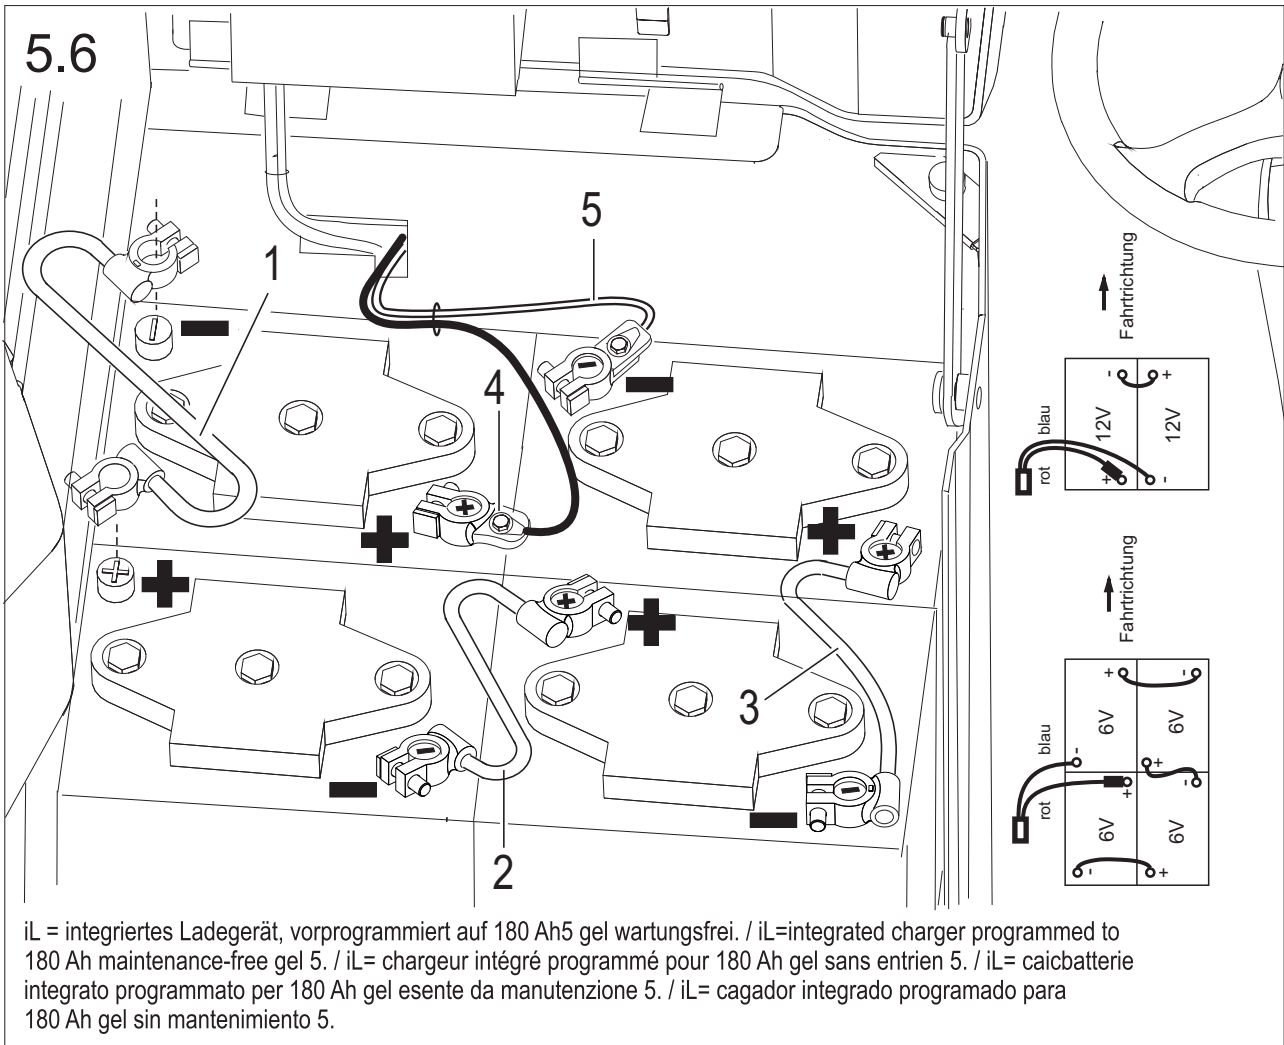 5.6
5
1
4
3
2
Fahrtrichtung
- +
12V 12V
blau
rot
+ -
Fahrtrichtung
+ -
6V 6V
blau
- +
rot
+ -
6V 6V
- +
iL = integriertes Ladegerät, vorprogrammiert auf 180 Ah5 gel wartungsfrei. / iL=integrated charger programmed to
180 Ah maintenance-free gel 5. / iL= chargeur intégré programmé pour 180 Ah gel sans entrien 5. / iL= caicbatterie
integrato programmato per 180 Ah gel esente da manutenzione 5. / iL= cagador integrado programado para
180 Ah gel sin mantenimiento 5.